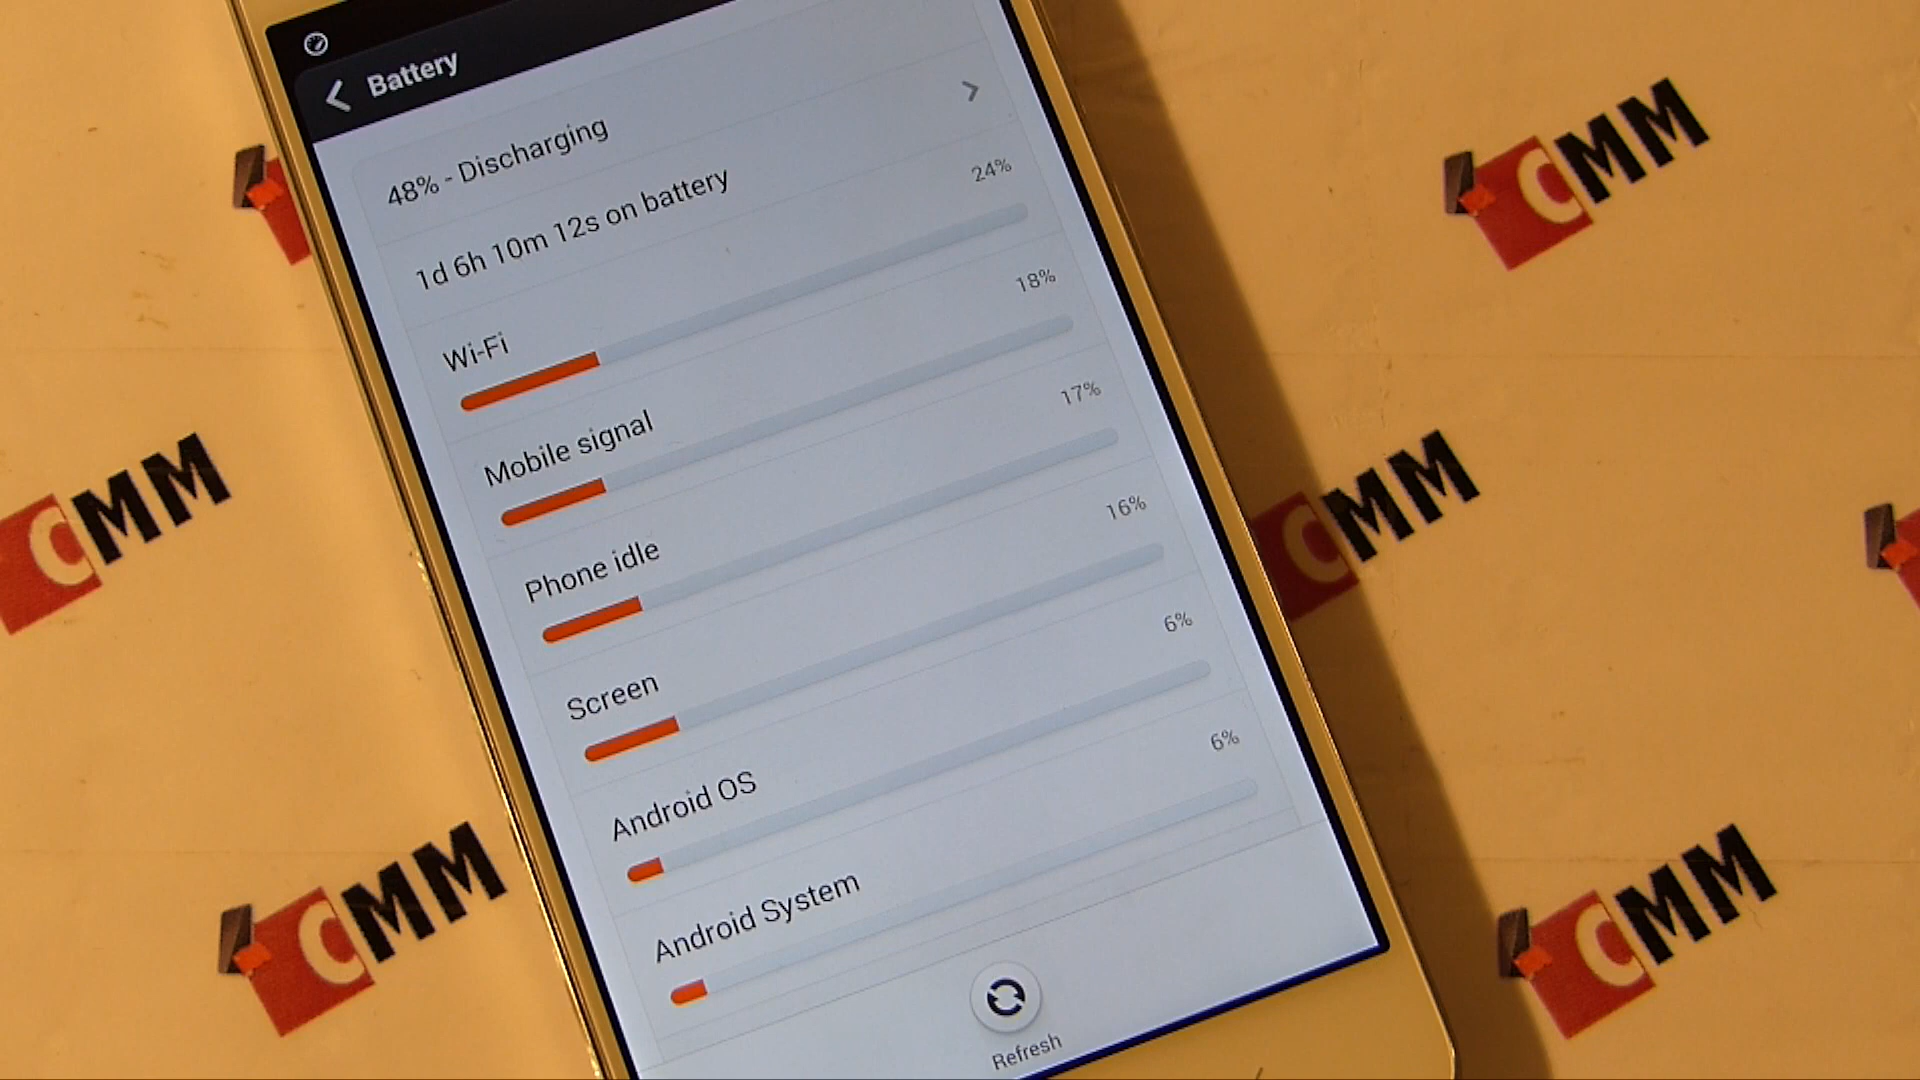 Battery
48% - Discharging
1d 6h 10m 12s on battery
Wi-Fi
24%
Mobile signal
18%
Phone idle
17%
Screen
16%
Android OS
6%
Android System
6%
Refresh
CMM
CMM
CMM
CMM
CMM